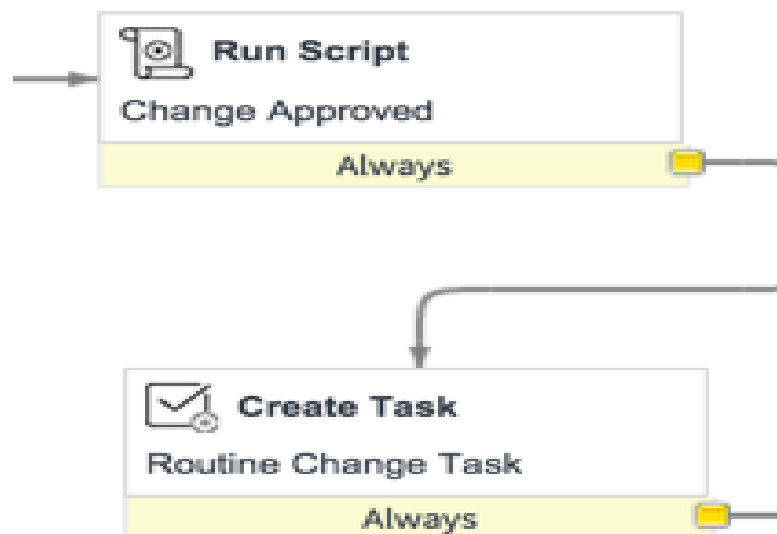 Run Script
Change Approved
Always
Create Task
Routine Change Task
Always